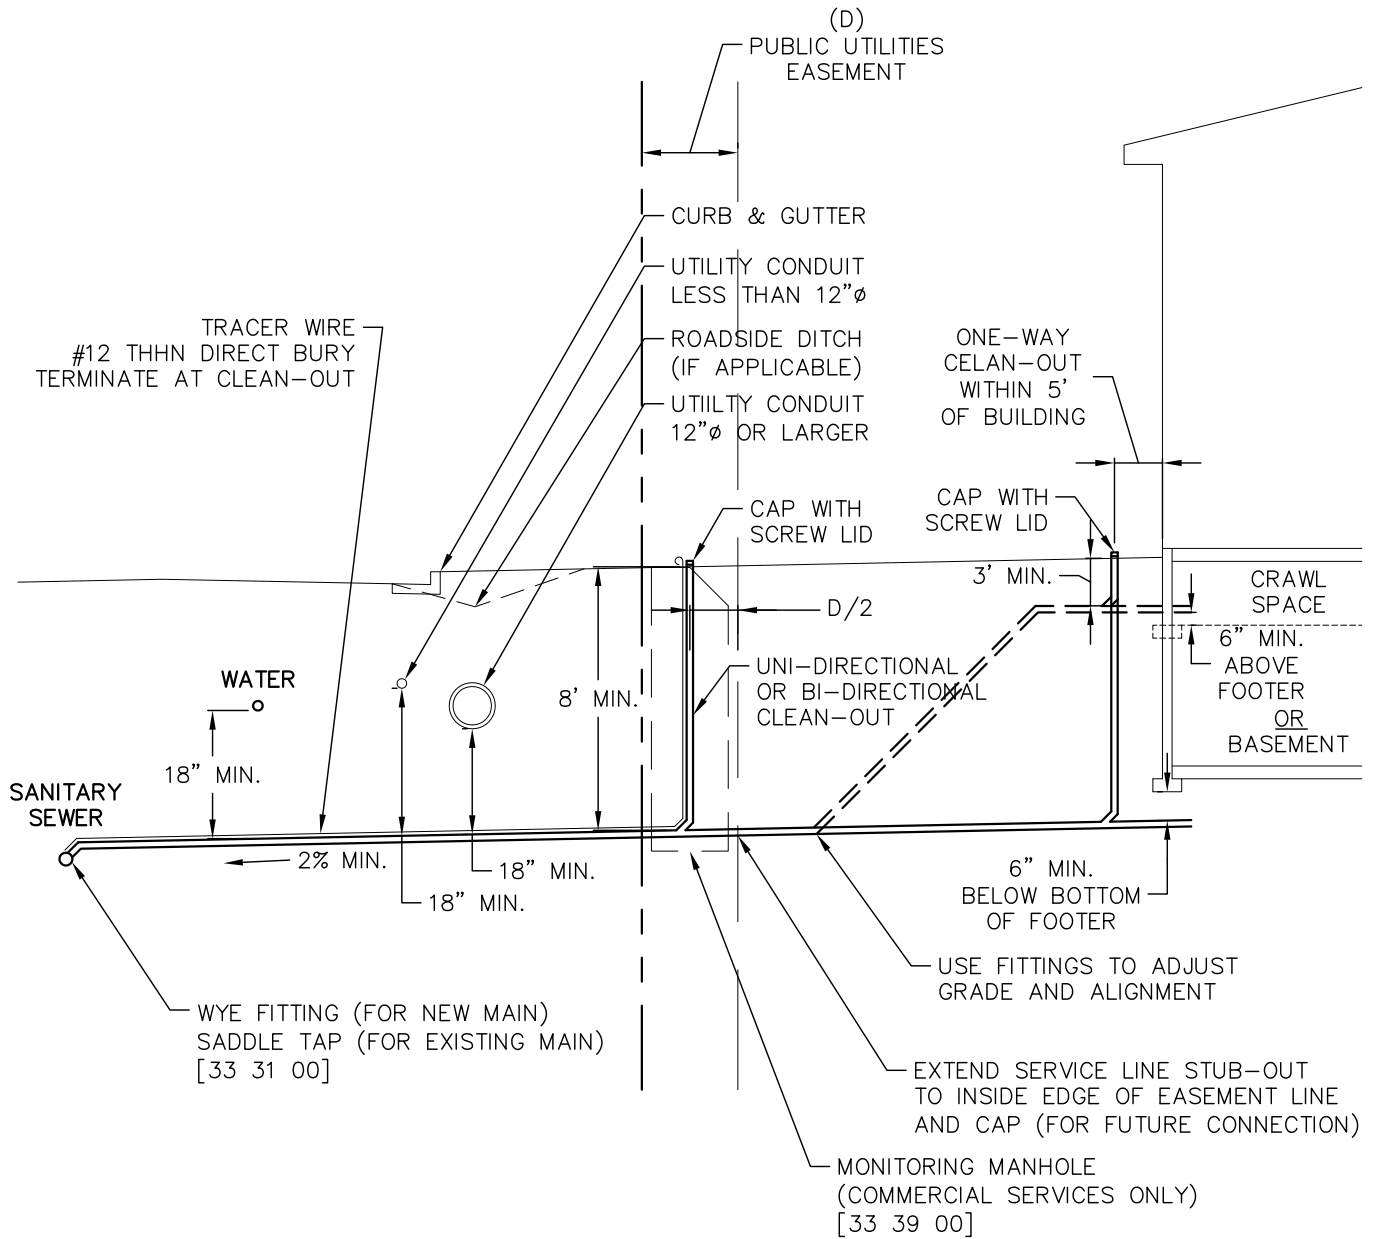 (D)
PUBLIC UTILITIES
EASEMENT
CURB & GUTTER
UTILITY CONDUIT
LESS THAN 12"ø
TRACER WIRE
#12 THHN DIRECT BURY
TERMINATE AT CLEAN-OUT
ROADSIDE DITCH
(IF APPLICABLE)
UTIILTY CONDUIT
12"ø OR LARGER
ONE-WAY
CELAN-OUT
WITHIN 5'
OF BUILDING
CAP WITH
SCREW LID
CAP WITH
SCREW LID
3' MIN.
CRAWL
SPACE
D/2
6" MIN.
ABOVE
FOOTER
OR
BASEMENT
WATER
8' MIN.
UNI-DIRECTIONAL
OR BI-DIRECTIONAL
CLEAN-OUT
18" MIN.
SANITARY
SEWER
2% MIN.
18" MIN.
18" MIN.
6" MIN.
BELOW BOTTOM
OF FOOTER
USE FITTINGS TO ADJUST
GRADE AND ALIGNMENT
WYE FITTING (FOR NEW MAIN)
SADDLE TAP (FOR EXISTING MAIN)
[33 31 00]
EXTEND SERVICE LINE STUB-OUT
TO INSIDE EDGE OF EASEMENT LINE
AND CAP (FOR FUTURE CONNECTION)
MONITORING MANHOLE
(COMMERCIAL SERVICES ONLY)
[33 39 00]